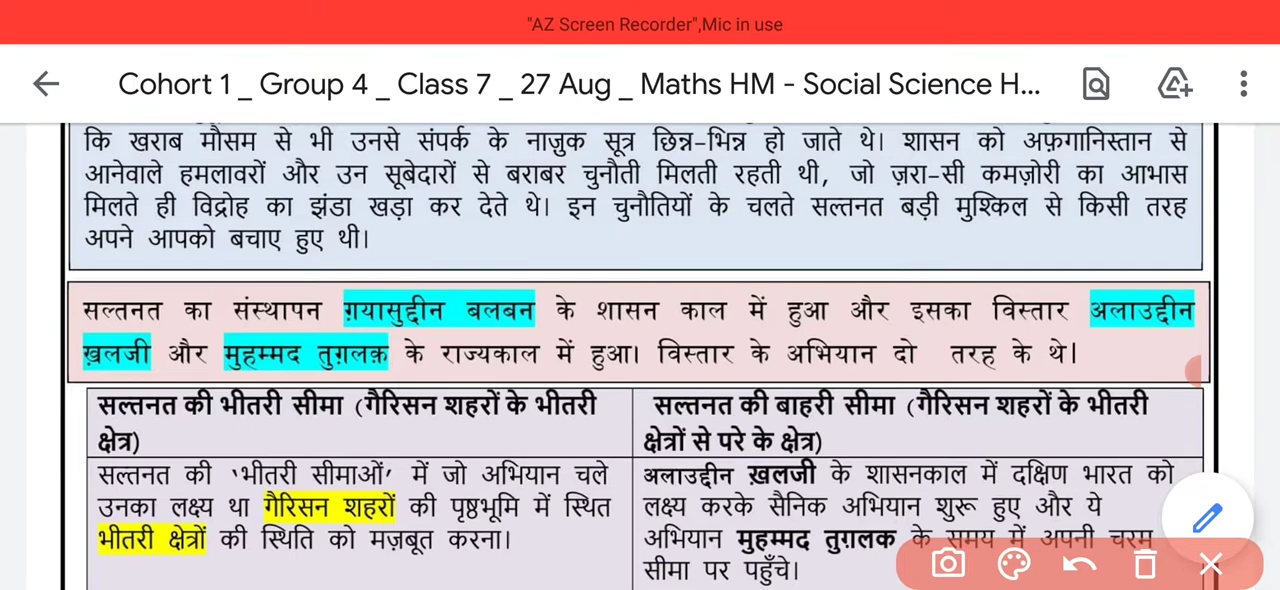 "AZ Screen Recorder",Mic in use
Cohort 1 _ Group 4 _ Class 7 _ 27 Aug _ Maths HM - Social Science H...
कि खराब मौसम से भी उनसे संपर्क के नाज़ुक सूत्र छिन्न-भिन्न हो जाते थे। शासन को अफ़गानिस्तान से
आनेवाले हमलावरों और उन सूबेदारों से बराबर चुनौती मिलती रहती थी, जो ज़रा-सी कमज़ोरी का आभास
मिलते ही विद्रोह का झंडा खड़ा कर देते थे। इन चुनौतियों के चलते सल्तनत बड़ी मुश्किल से किसी तरह
अपने आपको बचाए हुए थी।
सल्तनत का संस्थापन ग़यासुद्दीन बलबन के शासन काल में हुआ और इसका विस्तार अलाउद्दीन
ख़लजी और मुहम्मद तुग़लक़ के राज्यकाल में हुआ। विस्तार के अभियान दो तरह के थे।
सल्तनत की भीतरी सीमा (गैरिसन शहरों के भीतरी
क्षेत्र)
सल्तनत की बाहरी सीमा (गैरिसन शहरों के भीतरी
क्षेत्रों से परे के क्षेत्र)
सल्तनत की 'भीतरी सीमाओं' में जो अभियान चले
उनका लक्ष्य था गैरिसन शहरों की पृष्ठभूमि में स्थित
भीतरी क्षेत्रों की स्थिति को मज़बूत करना।
अलाउद्दीन ख़लजी के शासनकाल में दक्षिण भारत को
लक्ष्य करके सैनिक अभियान शुरू हुए और ये
अभियान मुहम्मद तुग़लक के समय में अपनी चरम
सीमा पर पहुँचे।